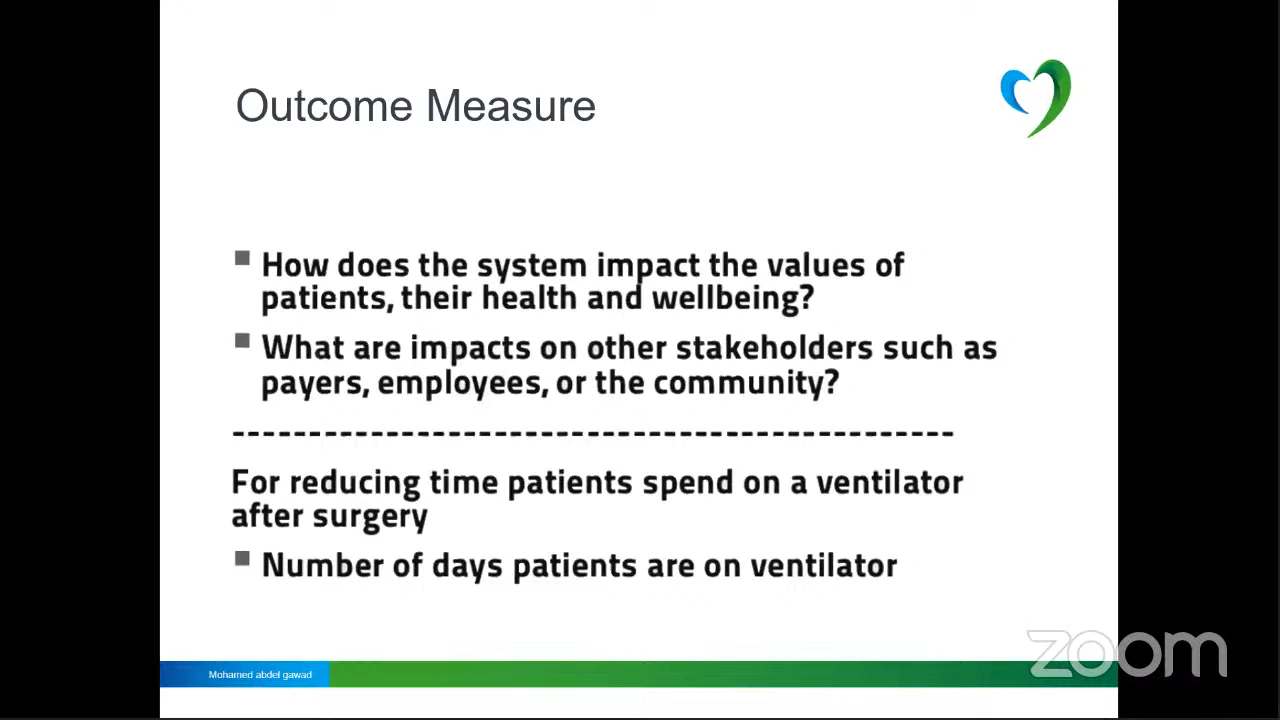 Outcome Measure
How does the system impact the values of
patients, their health and wellbeing?
What are impacts on other stakeholders such as
payers, employees, or the community?
-----------------------------------------------
For reducing time patients spend on a ventilator
after surgery
Number of days patients are on ventilator
Mohamed abdel gawad
zoom